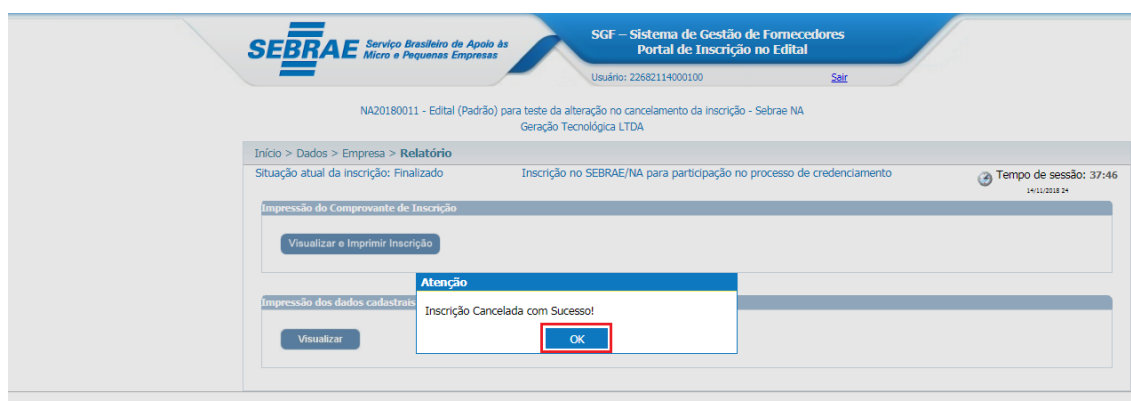 SEBRAE
Serviço Brasileiro de Apoio às
Micro e Pequenas Empresas
SGF – Sistema de Gestão de Fornecedores
Portal de Inscrição no Edital
Usuário: 22682114000100 Sair
NA20180011 - Edital (Padrão) para teste da alteração no cancelamento da inscrição - Sebrae NA
Geração Tecnológica LTDA
Início > Dados > Empresa > Relatório
Situação atual da inscrição: Finalizado Inscrição no SEBRAE/NA para participação no processo de credenciamento Tempo de sessão: 37:46
14/11/2018 24
Impressão do Comprovante de Inscrição
Visualizar e Imprimir Inscrição
Atenção
Impressão dos dados cadastrais
Inscrição Cancelada com Sucesso!
Visualizar
OK